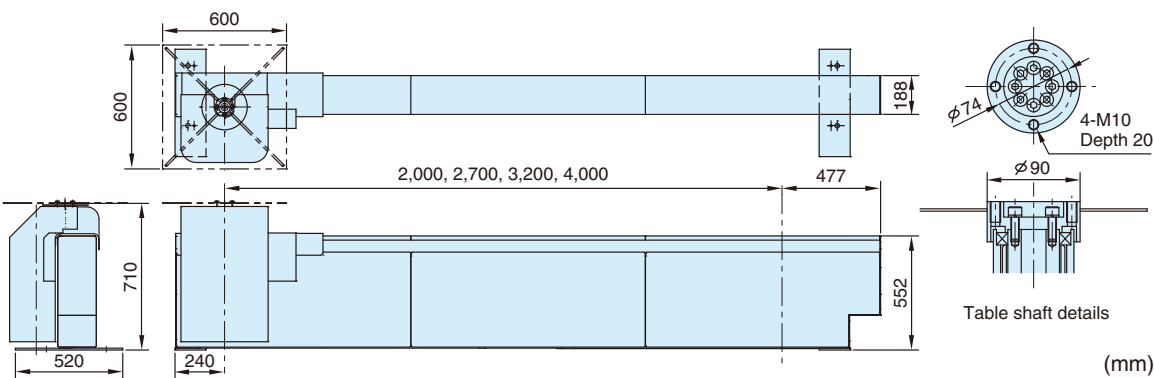 600
600
188
φ74
4-M10
Depth 20
2,000, 2,700, 3,200, 4,000
477
φ90
710
552
Table shaft details
520
240
(mm)